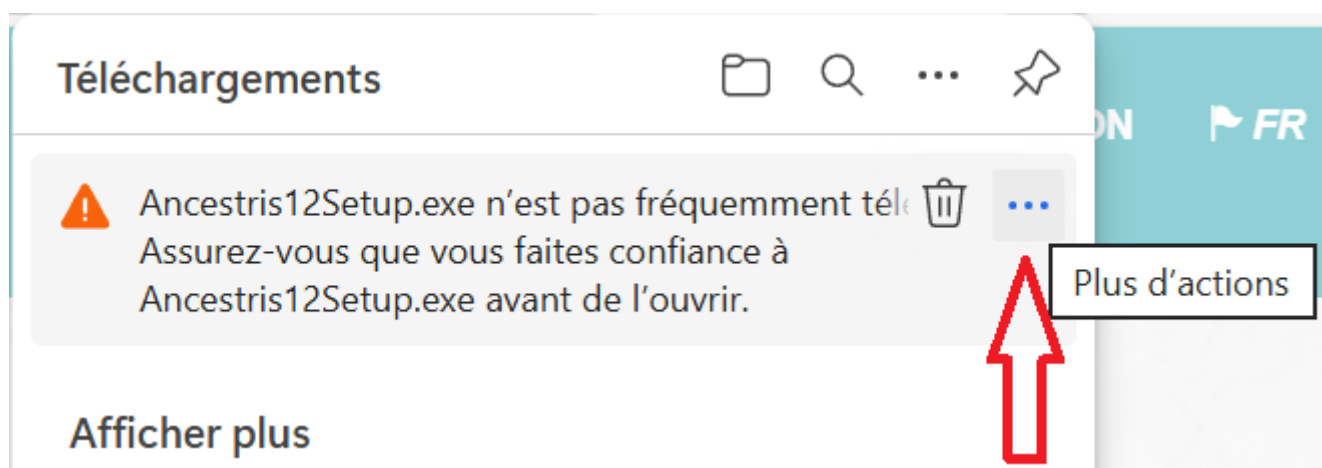 Téléchargements
ON FR
Ancestris12Setup.exe n’est pas fréquemment
Assurez-vous que vous faites confiance à
Ancestris12Setup.exe avant de l’ouvrir.
Plus d’actions
Afficher plus